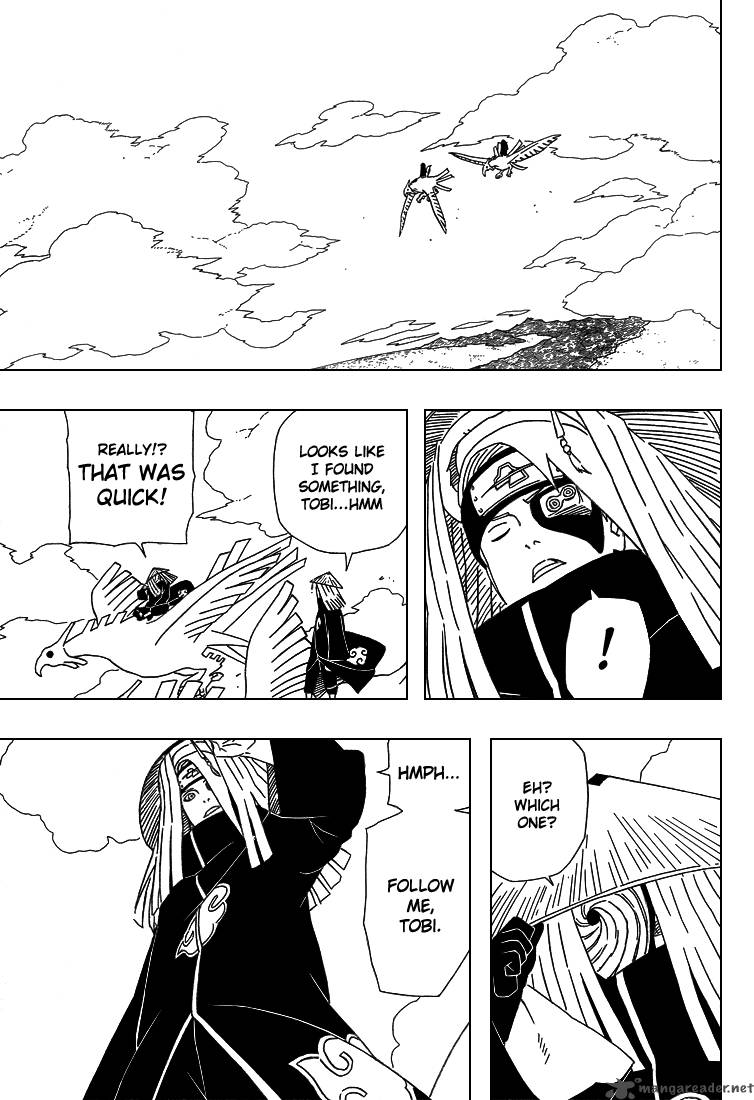 !
LOOKS LIKE
I FOUND
SOMETHING,
TOBI...HMM
REALLY!?
THAT WAS
QUICK!
EH?
WHICH
ONE?
HMPH...
FOLLOW
ME,
TOBI.
mangareader.net